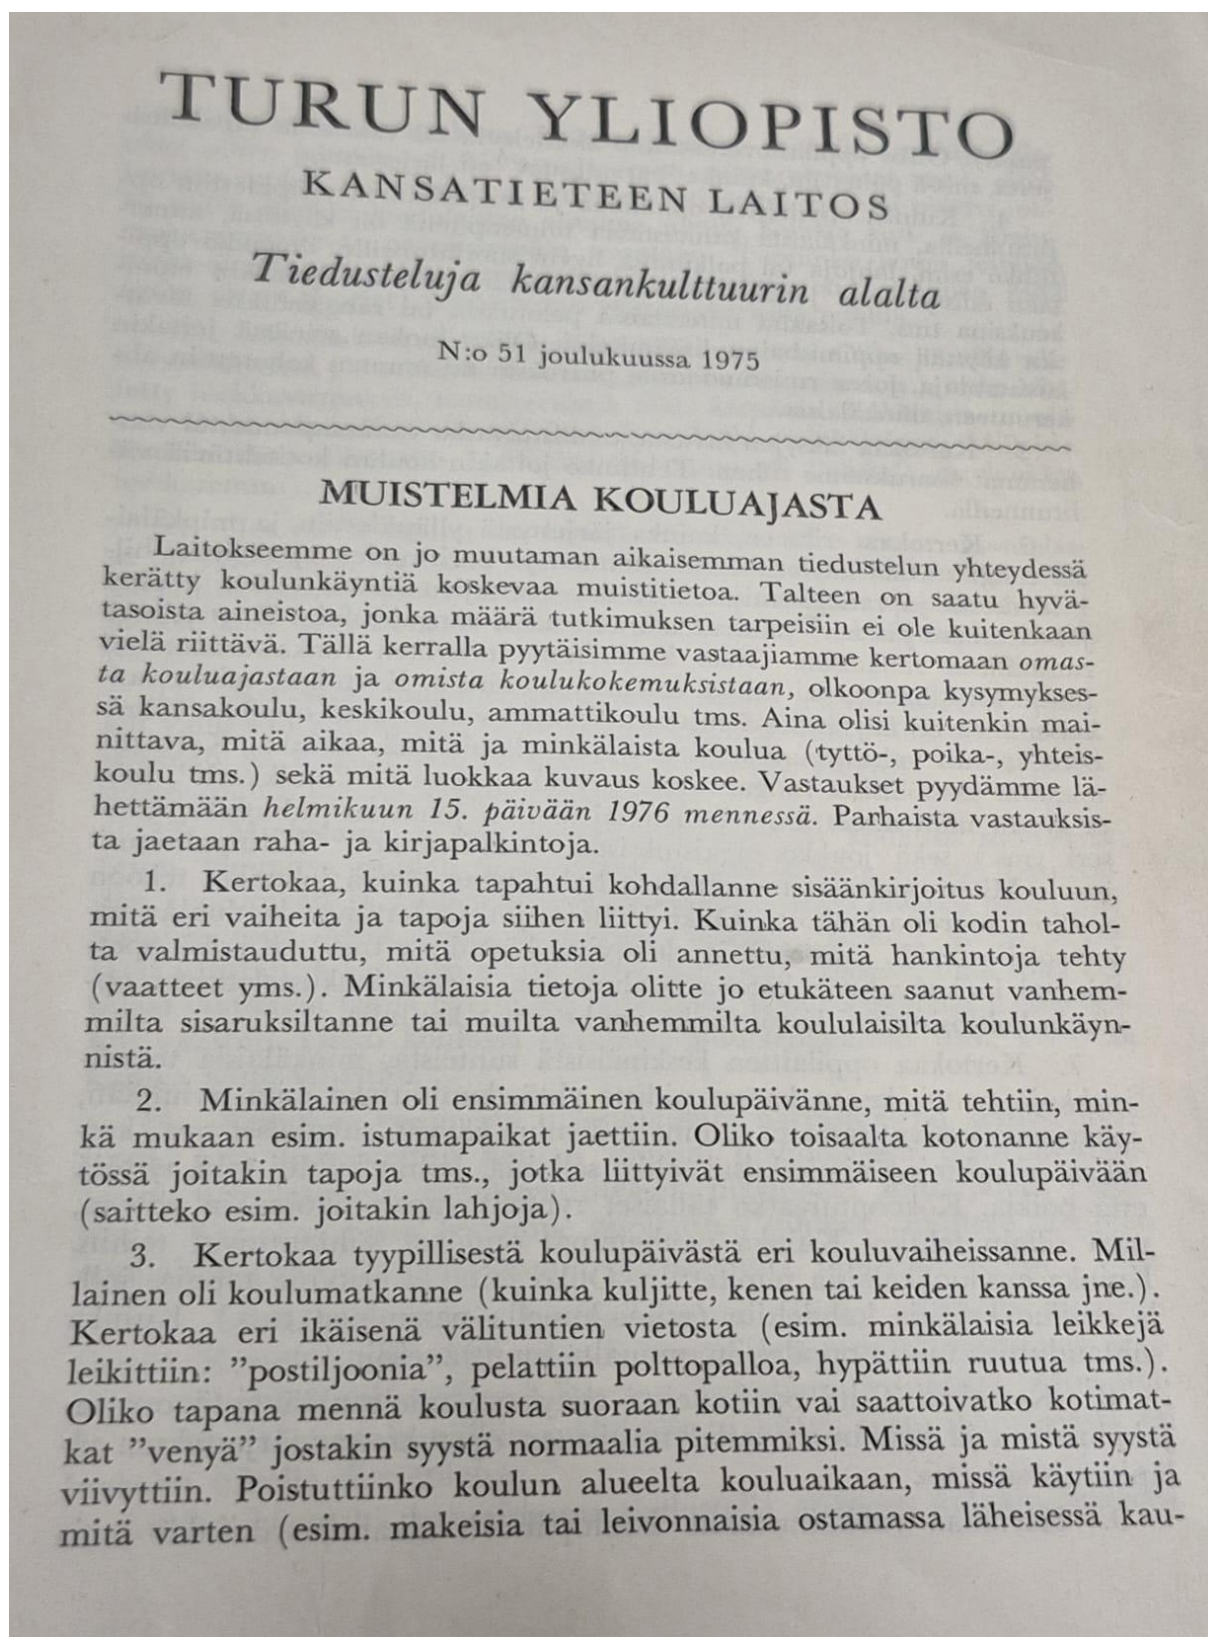 TURUN YLIOPISTO
KANSATIETEEN LAITOS
Tiedusteluja kansankulttuurin alalta
N:o 51 joulukuussa 1975
MUISTELMIA KOULUAJASTA
Laitokseemme on jo muutaman aikaisemman tiedustelun yhteydessä
kerätty koulunkäyntiä koskevaa muistitietoa. Talteen on saatu hyvä-
tasoista aineistoa, jonka määrä tutkimuksen tarpeisiin ei ole kuitenkaan
vielä riittävä. Tällä kerralla pyytäisimme vastaajiamme kertomaan omas-
ta kouluajastaan ja omista koulukokemuksistaan, olkoonpa kysymykses-
sä kansakoulu, keskikoulu, ammattikoulu tms. Aina olisi kuitenkin mai-
nittava, mitä aikaa, mitä ja minkälaista koulua (tyttö-, poika-, yhteis-
koulu tms.) sekä mitä luokkaa kuvaus koskee. Vastaukset pyydämme lä-
hettämään helmikuun 15. päivään 1976 mennessä. Parhaista vastauksis-
ta jaetaan raha- ja kirjapalkintoja.
1. Kertokaa, kuinka tapahtui kohdallanne sisäänkirjoitus kouluun,
mitä eri vaiheita ja tapoja siihen liittyi. Kuinka tähän oli kodin tahol-
ta valmistauduttu, mitä opetuksia oli annettu, mitä hankintoja tehty
(vaatteet yms.). Minkälaisia tietoja olitte jo etukäteen saanut vanhem-
milta sisaruksiltanne tai muilta vanhemmilta koululaisilta koulunkäyn-
nistä.
2. Minkälainen oli ensimmäinen koulupäivänne, mitä tehtiin, min-
kä mukaan esim. istumapaikat jaettiin. Oliko toisaalta kotonanne käy-
tössä joitakin tapoja tms., jotka liittyivät ensimmäiseen koulupäivään
(saitteko esim. joitakin lahjoja).
3. Kertokaa tyypillisestä koulupäivästä eri kouluvaiheissanne. Mil-
lainen oli koulumatkanne (kuinka kuljitte, kenen tai keiden kanssa jne.).
Kertokaa eri ikäisenä välituntien vietosta (esim. minkälaisia leikkejä
leikittiin: ”postiljoonia”, pelattiin polttopalloa, hypättiin ruutua tms.).
Oliko tapana mennä koulusta suoraan kotiin vai saattoivatko kotimat-
kat ”venyä” jostakin syystä normaalia pitemmiksi. Missä ja mistä syystä
viivyttiin. Poistuttiinko koulun alueelta kouluaikaan, missä käytiin ja
mitä varten (esim. makeisia tai leivonnaisia ostamassa läheisessä kau-